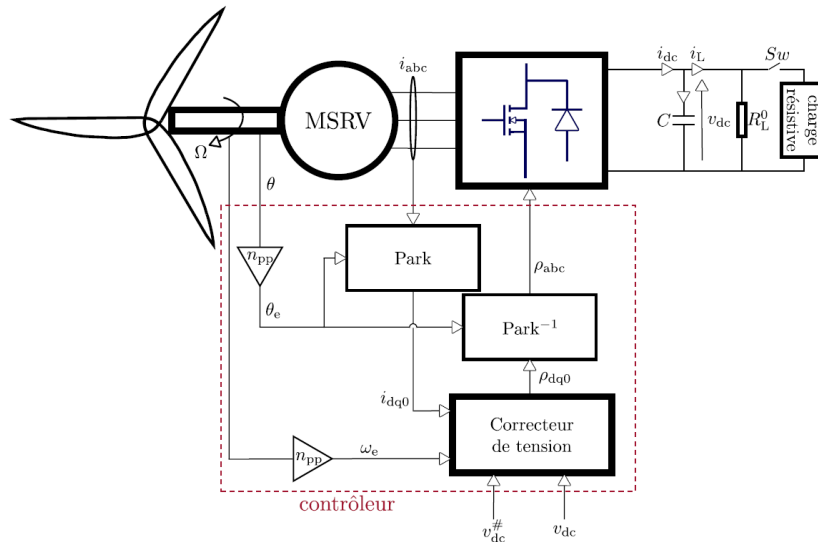 i_abc
i_dc
i_L
Sw
MSRV
C
v_dc
R_L^0
charge
résistive
Ω
θ
n_pp
Park
ρ_abc
θ_e
Park⁻¹
ρ_dq0
i_dq0
Correcteur
de tension
n_pp
ω_e
contrôleur
v_dc^#
v_dc